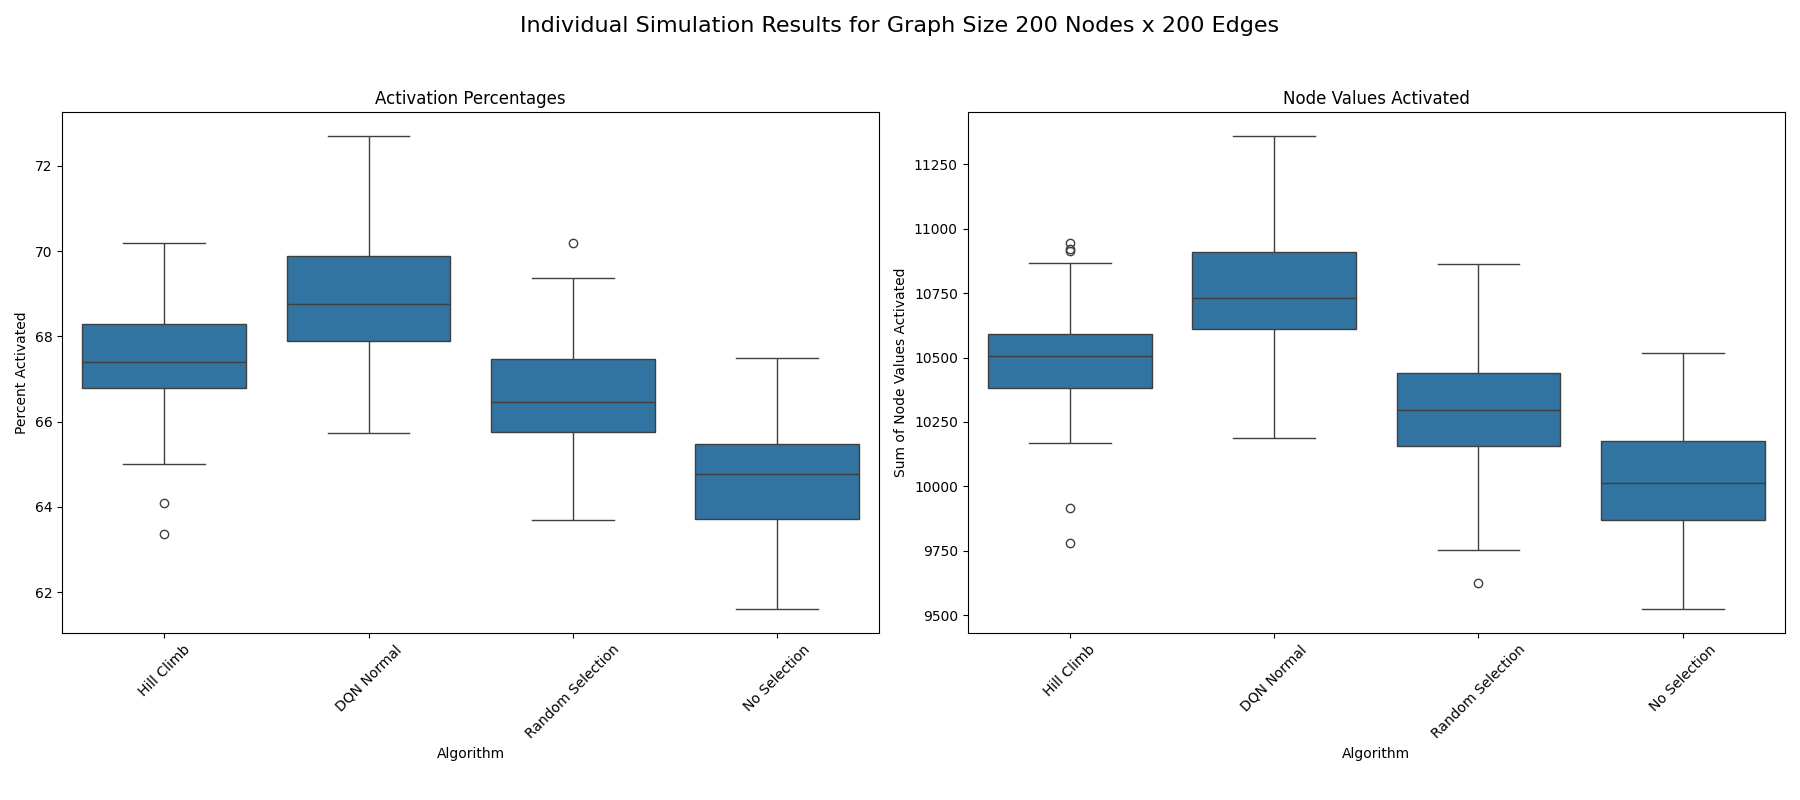 Individual Simulation Results for Graph Size 200 Nodes x 200 Edges
Activation Percentages
Percent Activated
72
70
68
66
64
62
Hill Climb
DQN Normal
Random Selection
No Selection
Algorithm
Node Values Activated
Sum of Node Values Activated
11250
11000
10750
10500
10250
10000
9750
9500
Hill Climb
DQN Normal
Random Selection
No Selection
Algorithm